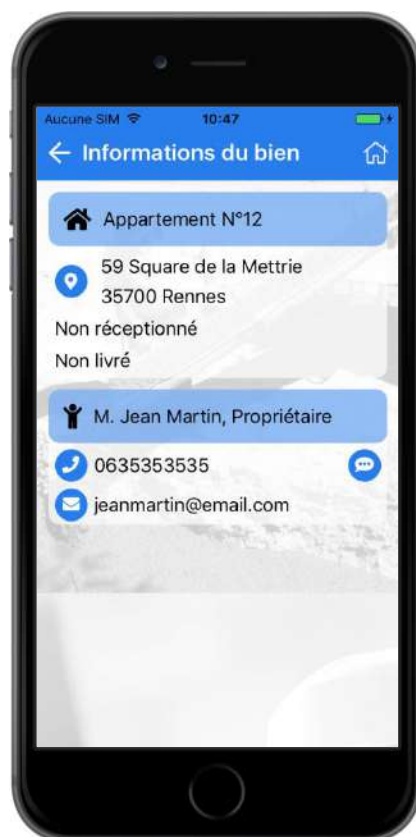 Aucune SIM 10:47
Informations du bien
Appartement N°12
59 Square de la Mettrie
35700 Rennes
Non réceptionné
Non livré
M. Jean Martin, Propriétaire
0635353535
jeanmartin@email.com